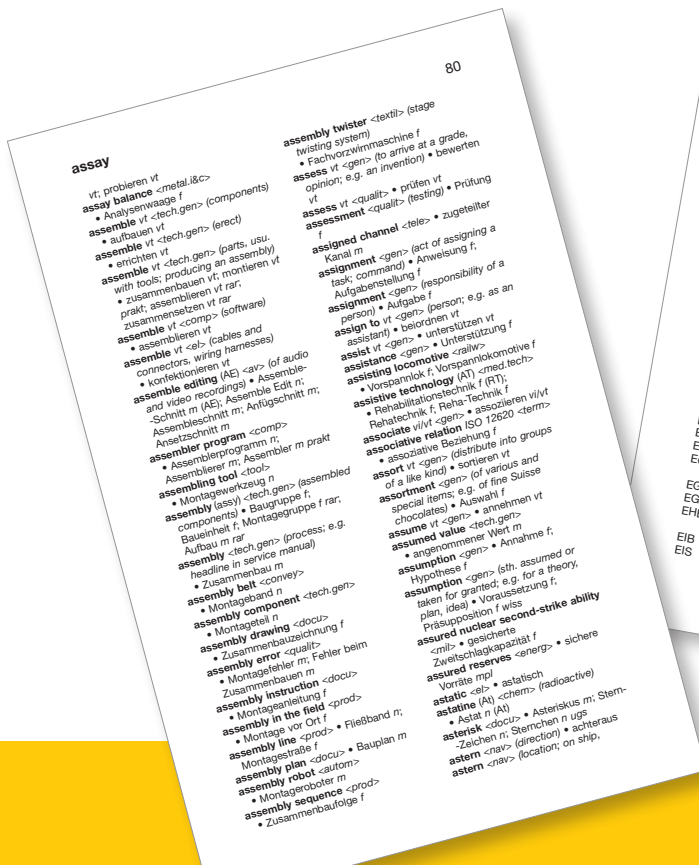 80
assay
vt; probieren vt
assay balance <metal.i&c>
• Analysenwaage f
assemble vt <tech.gen> (components)
• aufbauen vt
assemble vt <tech.gen> (erect)
• errichten vt
assemble vt <tech.gen> (parts, usu.
with tools; producing an assembly)
• zusammenbauen vt; montieren vt
prakt; assemblieren vt rar;
zusammensetzen vt rar
assemble vt <comp> (software)
• assemblieren vt
assemble vt <el> (cables and
connectors, wiring harnesses)
• konfektionieren vt
assemble editing (AE) <av> (of audio
and video recordings) • Assemble-
-Schnitt m (AE); Assemble Edit n;
Assembleschnitt m; Anfügschnitt m;
Ansetzschnitt m
assembler program <comp>
• Assemblerprogramm n;
Assemblierer m; Assembler m prakt
assembling tool <tool>
• Montagewerkzeug n
assembly (assy) <tech.gen> (assembled
components) • Baugruppe f;
Baueinheit f; Montagegruppe f rar;
Aufbau m rar
assembly <tech.gen> (process; e.g.
headline in service manual)
• Zusammenbau m
assembly belt <convey>
• Montageband n
assembly component <tech.gen>
• Montageteil n
assembly drawing <docu>
• Zusammenbauzeichnung f
assembly error <qualit>
• Montagefehler m; Fehler beim
Zusammenbauen m
assembly instruction <docu>
• Montageanleitung f
assembly in the field <prod>
• Montage vor Ort f
assembly line <prod> • Fließband n;
Montagestraße f
assembly plan <docu> • Bauplan m
assembly robot <autom>
• Montageroboter m
assembly sequence <prod>
• Zusammenbaufolge f
assembly twister <textil> (stage
twisting system)
• Fachvorzwirnmaschine f
assess vt <gen> (to arrive at a grade,
opinion; e.g. an invention) • bewerten
vt
assess vt <qualit> • prüfen vt
assessment <qualit> (testing) • Prüfung
f
assigned channel <tele> • zugeteilter
Kanal m
assignment <gen> (act of assigning a
task; command) • Anweisung f;
Aufgabenstellung f
assignment <gen> (responsibility of a
person) • Aufgabe f
assign to vt <gen> (person; e.g. as an
assistant) • beiordnen vt
assist vt <gen> • unterstützen vt
assistance <gen> • Unterstützung f
assisting locomotive <railw>
• Vorspannlok f; Vorspannlokomotive f
assistive technology (AT) <med.tech>
• Rehabilitationstechnik f (RT);
Rehatechnik f; Reha-Technik f
associate vi/vt <gen> • assoziieren vi/vt
associative relation ISO 12620 <term>
• assoziative Beziehung f
assort vt <gen> (distribute into groups
of a like kind) • sortieren vt
assortment <gen> (of various and
special items; e.g. of fine Suisse
chocolates) • Auswahl f
assume vt <gen> • annehmen vt
assumed value <tech.gen>
• angenommener Wert m
assumption <gen> • Annahme f;
Hypothese f
assumption <gen> (sth. assumed or
taken for granted; e.g. for a theory,
plan, idea) • Voraussetzung f;
Präsupposition f wiss
assured nuclear second-strike ability
<mil> • gesicherte
Zweitschlagkapazität f
assured reserves <energ> • sichere
Vorräte mpl
astatic <el> • astatisch
astatine (At) <chem> (radioactive)
• Astat n (At)
asterisk <docu> • Asteriskus m; Stern-
-Zeichen n; Sternchen n ugs
astern <nav> (direction) • achteraus
astern <nav> (location; on ship,
EG
EG
EIB
EIS